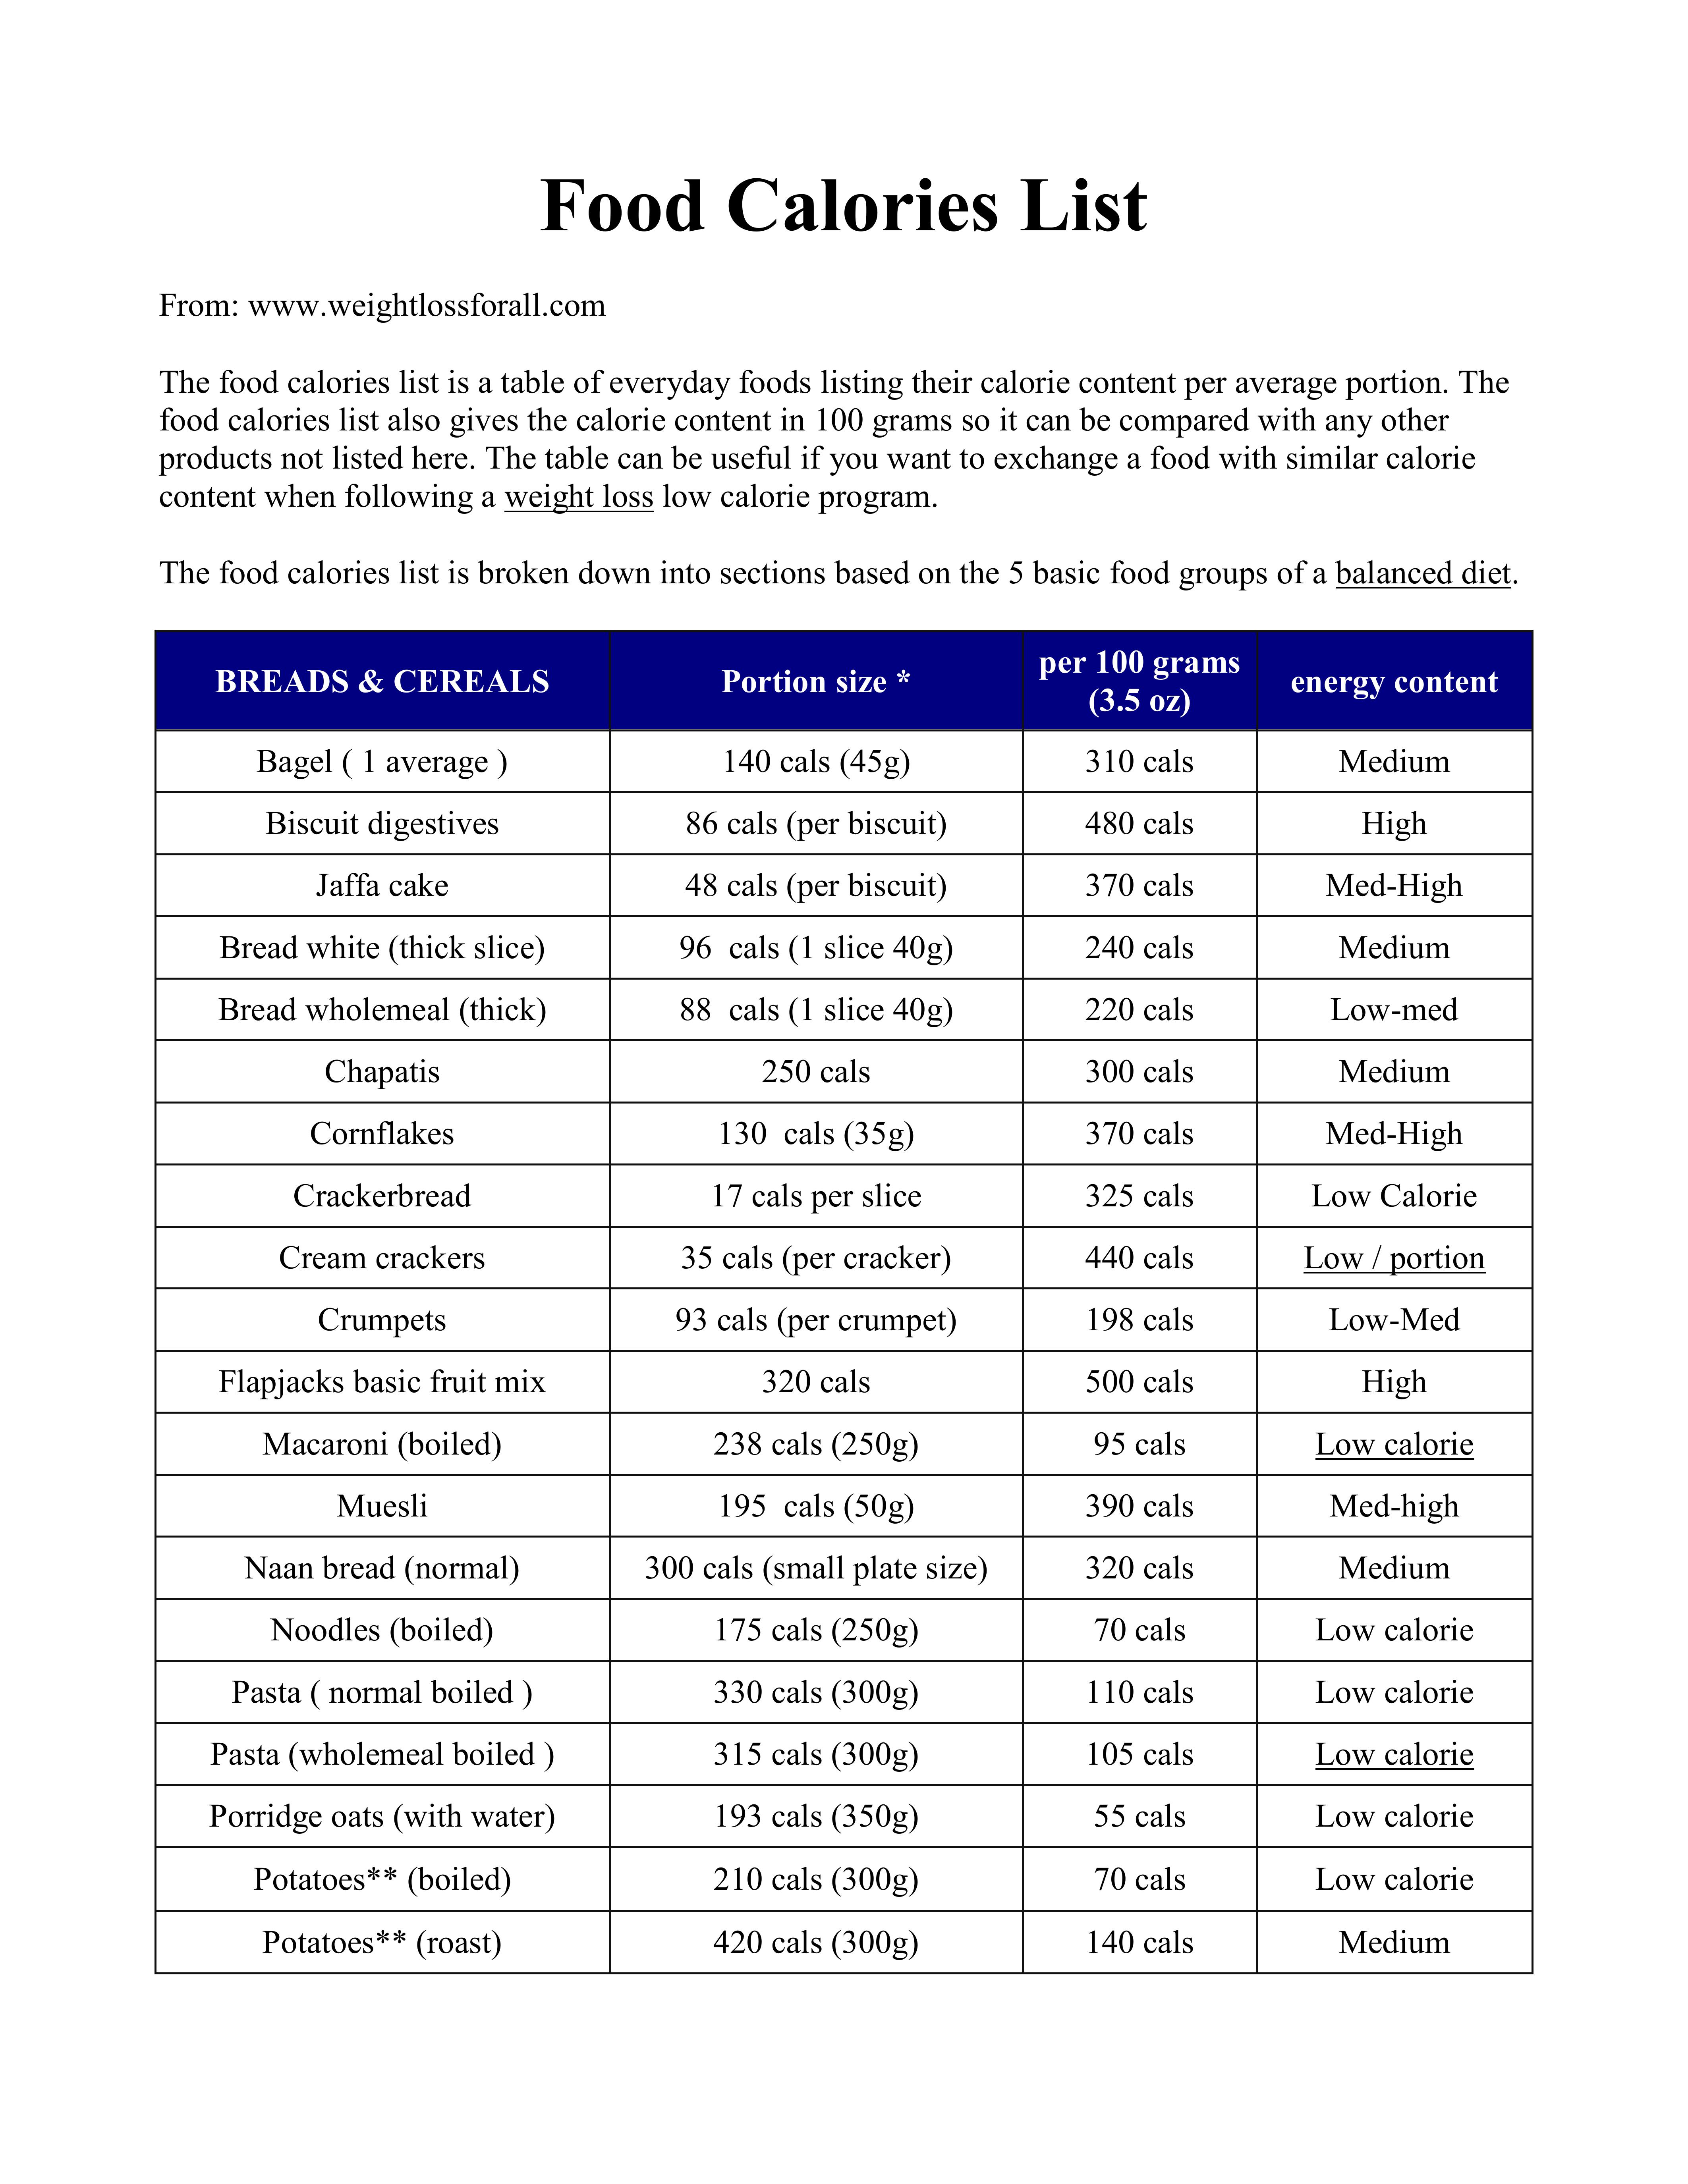 Food Calories List
From: www.weightlossforall.com
The food calories list is a table of everyday foods listing their calorie content per average portion. The
food calories list also gives the calorie content in 100 grams so it can be compared with any other
products not listed here. The table can be useful if you want to exchange a food with similar calorie
content when following a weight loss low calorie program.
The food calories list is broken down into sections based on the 5 basic food groups of a balanced diet.
BREADS & CEREALS Portion size * per 100 grams (3.5 oz) energy content
Bagel ( 1 average ) 140 cals (45g) 310 cals Medium
Biscuit digestives 86 cals (per biscuit) 480 cals High
Jaffa cake 48 cals (per biscuit) 370 cals Med-High
Bread white (thick slice) 96 cals (1 slice 40g) 240 cals Medium
Bread wholemeal (thick) 88 cals (1 slice 40g) 220 cals Low-med
Chapatis 250 cals 300 cals Medium
Cornflakes 130 cals (35g) 370 cals Med-High
Crackerbread 17 cals per slice 325 cals Low Calorie
Cream crackers 35 cals (per cracker) 440 cals Low / portion
Crumpets 93 cals (per crumpet) 198 cals Low-Med
Flapjacks basic fruit mix 320 cals 500 cals High
Macaroni (boiled) 238 cals (250g) 95 cals Low calorie
Muesli 195 cals (50g) 390 cals Med-high
Naan bread (normal) 300 cals (small plate size) 320 cals Medium
Noodles (boiled) 175 cals (250g) 70 cals Low calorie
Pasta ( normal boiled ) 330 cals (300g) 110 cals Low calorie
Pasta (wholemeal boiled ) 315 cals (300g) 105 cals Low calorie
Porridge oats (with water) 193 cals (350g) 55 cals Low calorie
Potatoes** (boiled) 210 cals (300g) 70 cals Low calorie
Potatoes** (roast) 420 cals (300g) 140 cals Medium